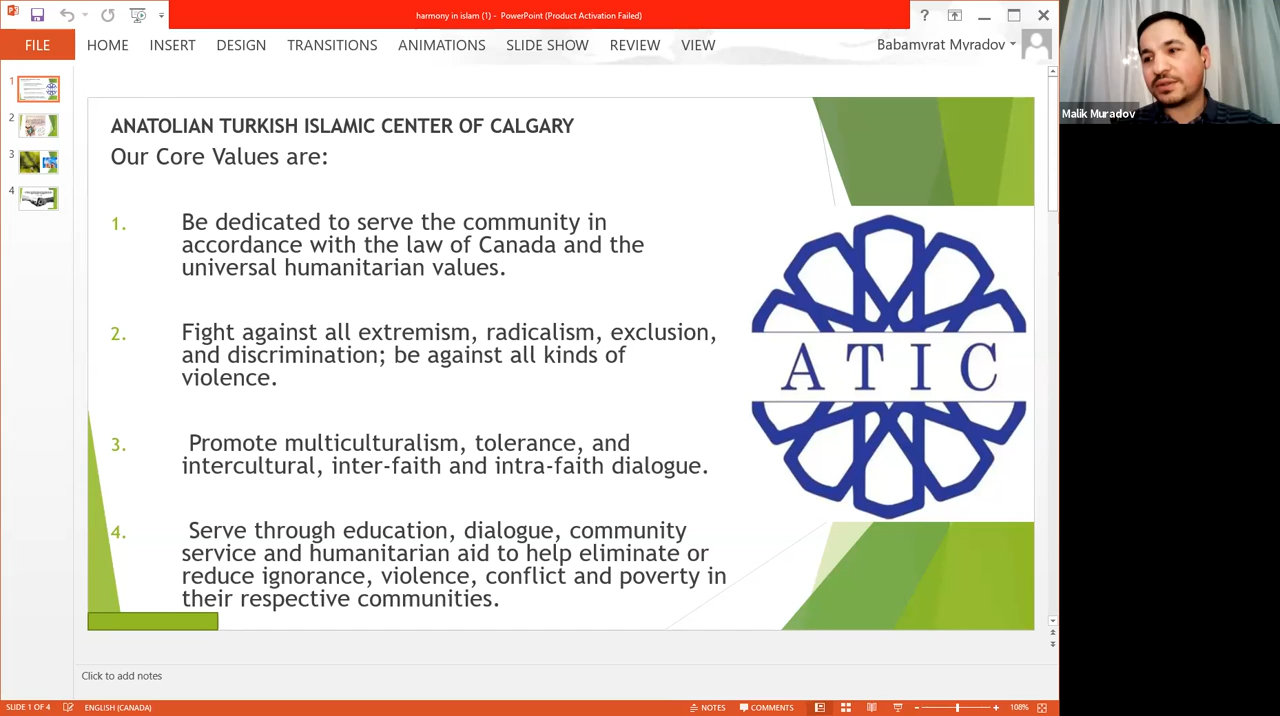 harmony in islam (1) - PowerPoint (Product Activation Failed)
?
FILE HOME INSERT DESIGN TRANSITIONS ANIMATIONS SLIDE SHOW REVIEW VIEW Babamyrat Myradov
Malik Muradov
1
2
3
4
ANATOLIAN TURKISH ISLAMIC CENTER OF CALGARY
Our Core Values are:
1. Be dedicated to serve the community in
accordance with the law of Canada and the
universal humanitarian values.
2. Fight against all extremism, radicalism, exclusion,
and discrimination; be against all kinds of
violence.
3. Promote multiculturalism, tolerance, and
intercultural, inter-faith and intra-faith dialogue.
4. Serve through education, dialogue, community
service and humanitarian aid to help eliminate or
reduce ignorance, violence, conflict and poverty in
their respective communities.
ATIC
Click to add notes
SLIDE 1 OF 4 ENGLISH (CANADA) NOTES COMMENTS 108%